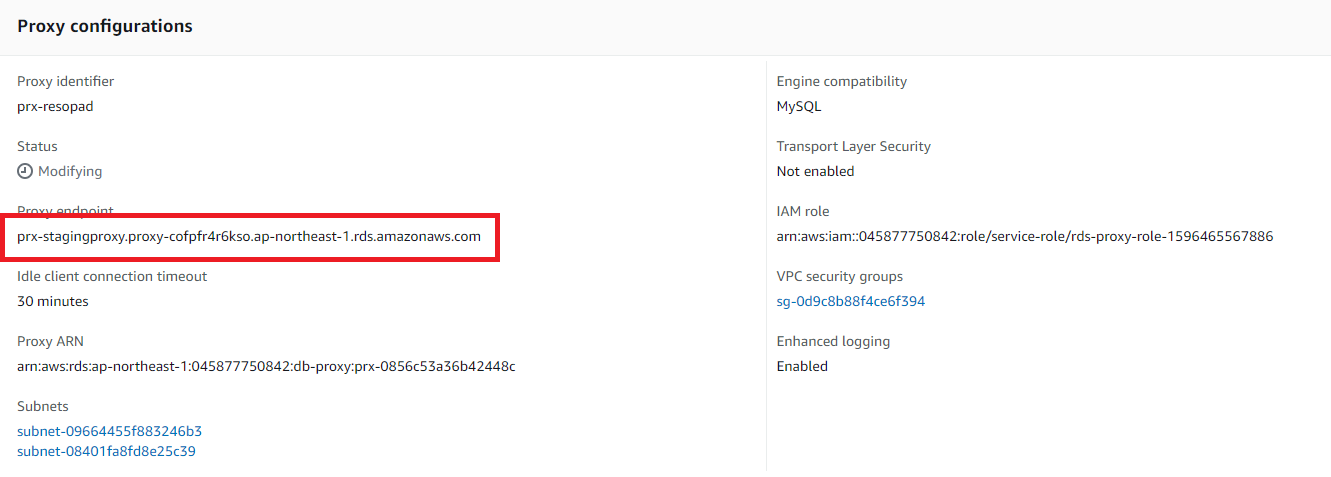 Proxy configurations
Proxy identifier
prx-resopad
Status
Modifying
Proxy endpoint
prx-stagingproxy.proxy-cofpfr4r6kso.ap-northeast-1.rds.amazonaws.com
Idle client connection timeout
30 minutes
Proxy ARN
arn:aws:rds:ap-northeast-1:045877750842:db-proxy:prx-0856c53a36b42448c
Subnets
subnet-09664455f883246b3
subnet-08401fa8fd8e25c39
Engine compatibility
MySQL
Transport Layer Security
Not enabled
IAM role
arn:aws:iam::045877750842:role/service-role/rds-proxy-role-1596465567886
VPC security groups
sg-0d9c8b88f4ce6f394
Enhanced logging
Enabled